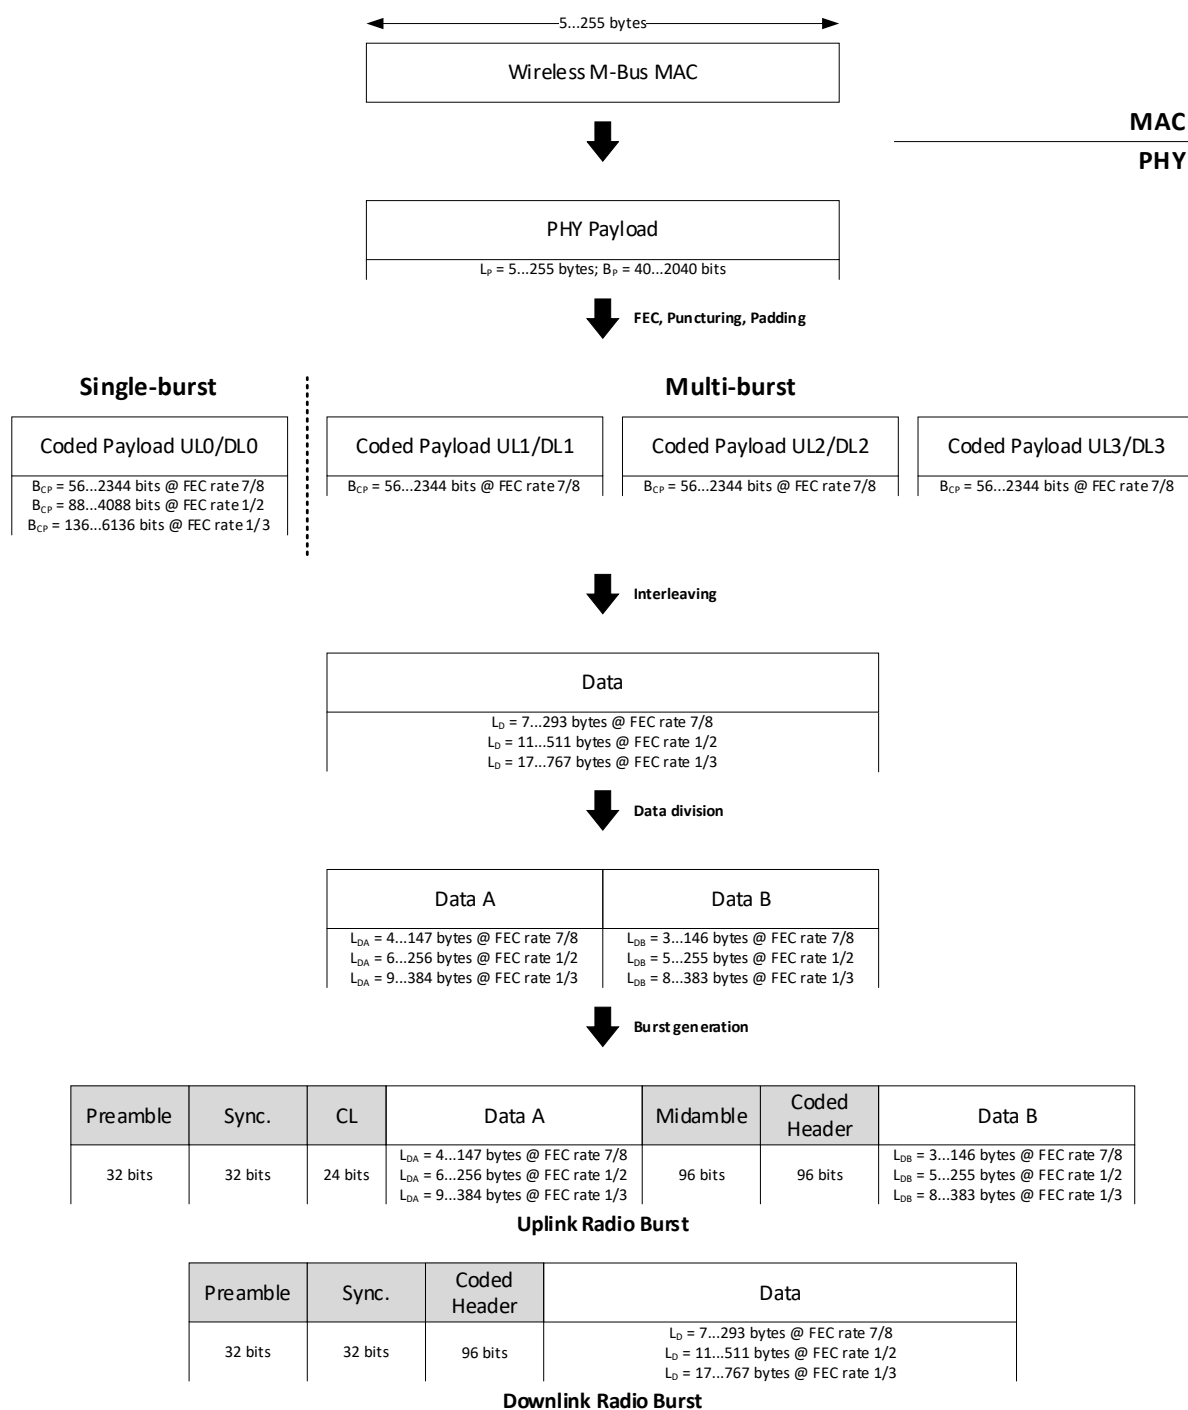 5...255 bytes
Wireless M-Bus MAC
MAC
PHY
PHY Payload
L_P = 5...255 bytes; B_P = 40...2040 bits
FEC, Puncturing, Padding
Single-burst
Multi-burst
Coded Payload UL0/DL0
B_CP = 56...2344 bits @ FEC rate 7/8
B_CP = 88...4088 bits @ FEC rate 1/2
B_CP = 136...6136 bits @ FEC rate 1/3
Coded Payload UL1/DL1
B_CP = 56...2344 bits @ FEC rate 7/8
Coded Payload UL2/DL2
B_CP = 56...2344 bits @ FEC rate 7/8
Coded Payload UL3/DL3
B_CP = 56...2344 bits @ FEC rate 7/8
Interleaving
Data
L_D = 7...293 bytes @ FEC rate 7/8
L_D = 11...511 bytes @ FEC rate 1/2
L_D = 17...767 bytes @ FEC rate 1/3
Data division
Data A
L_DA = 4...147 bytes @ FEC rate 7/8
L_DA = 6...256 bytes @ FEC rate 1/2
L_DA = 9...384 bytes @ FEC rate 1/3
Data B
L_DB = 3...146 bytes @ FEC rate 7/8
L_DB = 5...255 bytes @ FEC rate 1/2
L_DB = 8...383 bytes @ FEC rate 1/3
Burst generation
Preamble
32 bits
Sync.
32 bits
CL
24 bits
Data A
L_DA = 4...147 bytes @ FEC rate 7/8
L_DA = 6...256 bytes @ FEC rate 1/2
L_DA = 9...384 bytes @ FEC rate 1/3
Midamble
96 bits
Coded
Header
96 bits
Data B
L_DB = 3...146 bytes @ FEC rate 7/8
L_DB = 5...255 bytes @ FEC rate 1/2
L_DB = 8...383 bytes @ FEC rate 1/3
Uplink Radio Burst
Preamble
32 bits
Sync.
32 bits
Coded
Header
96 bits
Data
L_D = 7...293 bytes @ FEC rate 7/8
L_D = 11...511 bytes @ FEC rate 1/2
L_D = 17...767 bytes @ FEC rate 1/3
Downlink Radio Burst